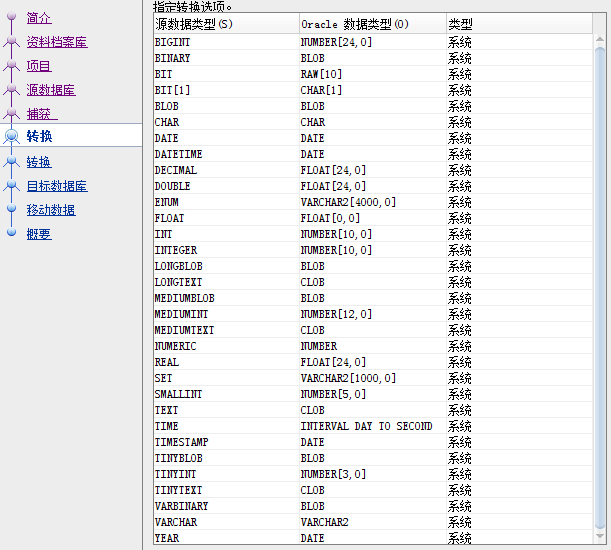 简介
资料档案库
项目
源数据库
捕获
转换
转换
目标数据库
移动数据
概要
指定转换选项。
源数据类型(S) Oracle 数据类型(O) 类型
BIGINT NUMBER[24,0] 系统
BINARY BLOB 系统
BIT RAW[10] 系统
BIT[1] CHAR[1] 系统
BLOB BLOB 系统
CHAR CHAR 系统
DATE DATE 系统
DATETIME DATE 系统
DECIMAL FLOAT[24,0] 系统
DOUBLE FLOAT[24,0] 系统
ENUM VARCHAR2[4000,0] 系统
FLOAT FLOAT[0,0] 系统
INT NUMBER[10,0] 系统
INTEGER NUMBER[10,0] 系统
LONGBLOB BLOB 系统
LONGTEXT CLOB 系统
MEDIUMBLOB BLOB 系统
MEDIUMINT NUMBER[12,0] 系统
MEDIUMTEXT CLOB 系统
NUMERIC NUMBER 系统
REAL FLOAT[24,0] 系统
SET VARCHAR2[1000,0] 系统
SMALLINT NUMBER[5,0] 系统
TEXT CLOB 系统
TIME INTERVAL DAY TO SECOND 系统
TIMESTAMP DATE 系统
TINYBLOB BLOB 系统
TINYINT NUMBER[3,0] 系统
TINYTEXT CLOB 系统
VARBINARY BLOB 系统
VARCHAR VARCHAR2 系统
YEAR DATE 系统